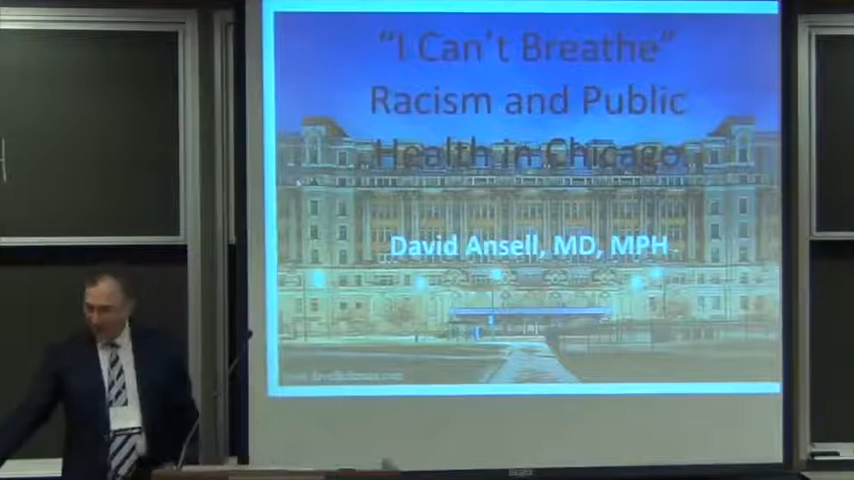 “I Can’t Breathe”
Racism and Public
Health in Chicago
David Ansell, MD, MPH